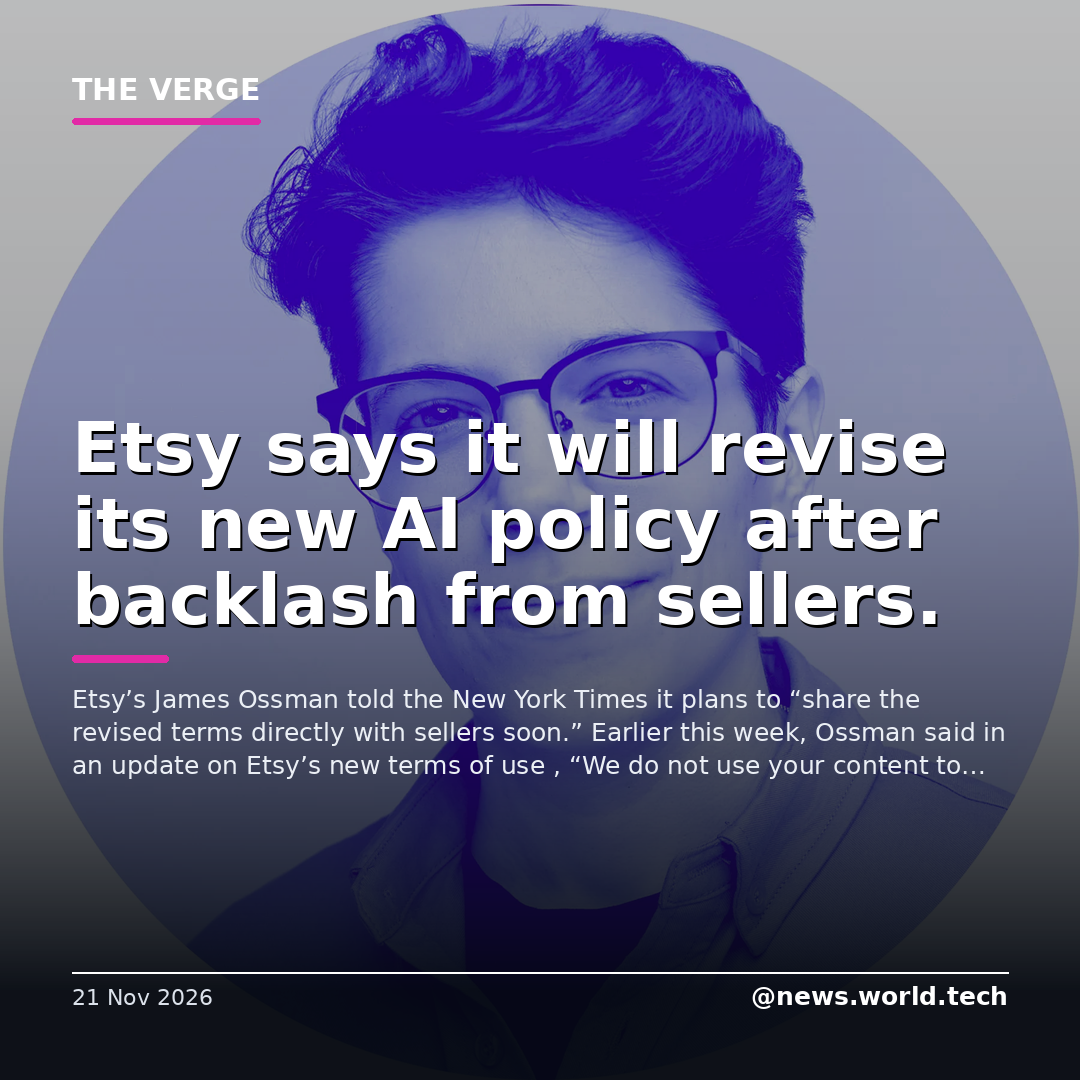 THE VERGE
Etsy says it will revise
its new AI policy after
backlash from sellers.
Etsy’s James Ossman told the New York Times it plans to “share the
revised terms directly with sellers soon.” Earlier this week, Ossman said in
an update on Etsy’s new terms of use , “We do not use your content to…
21 Nov 2026
@news.world.tech